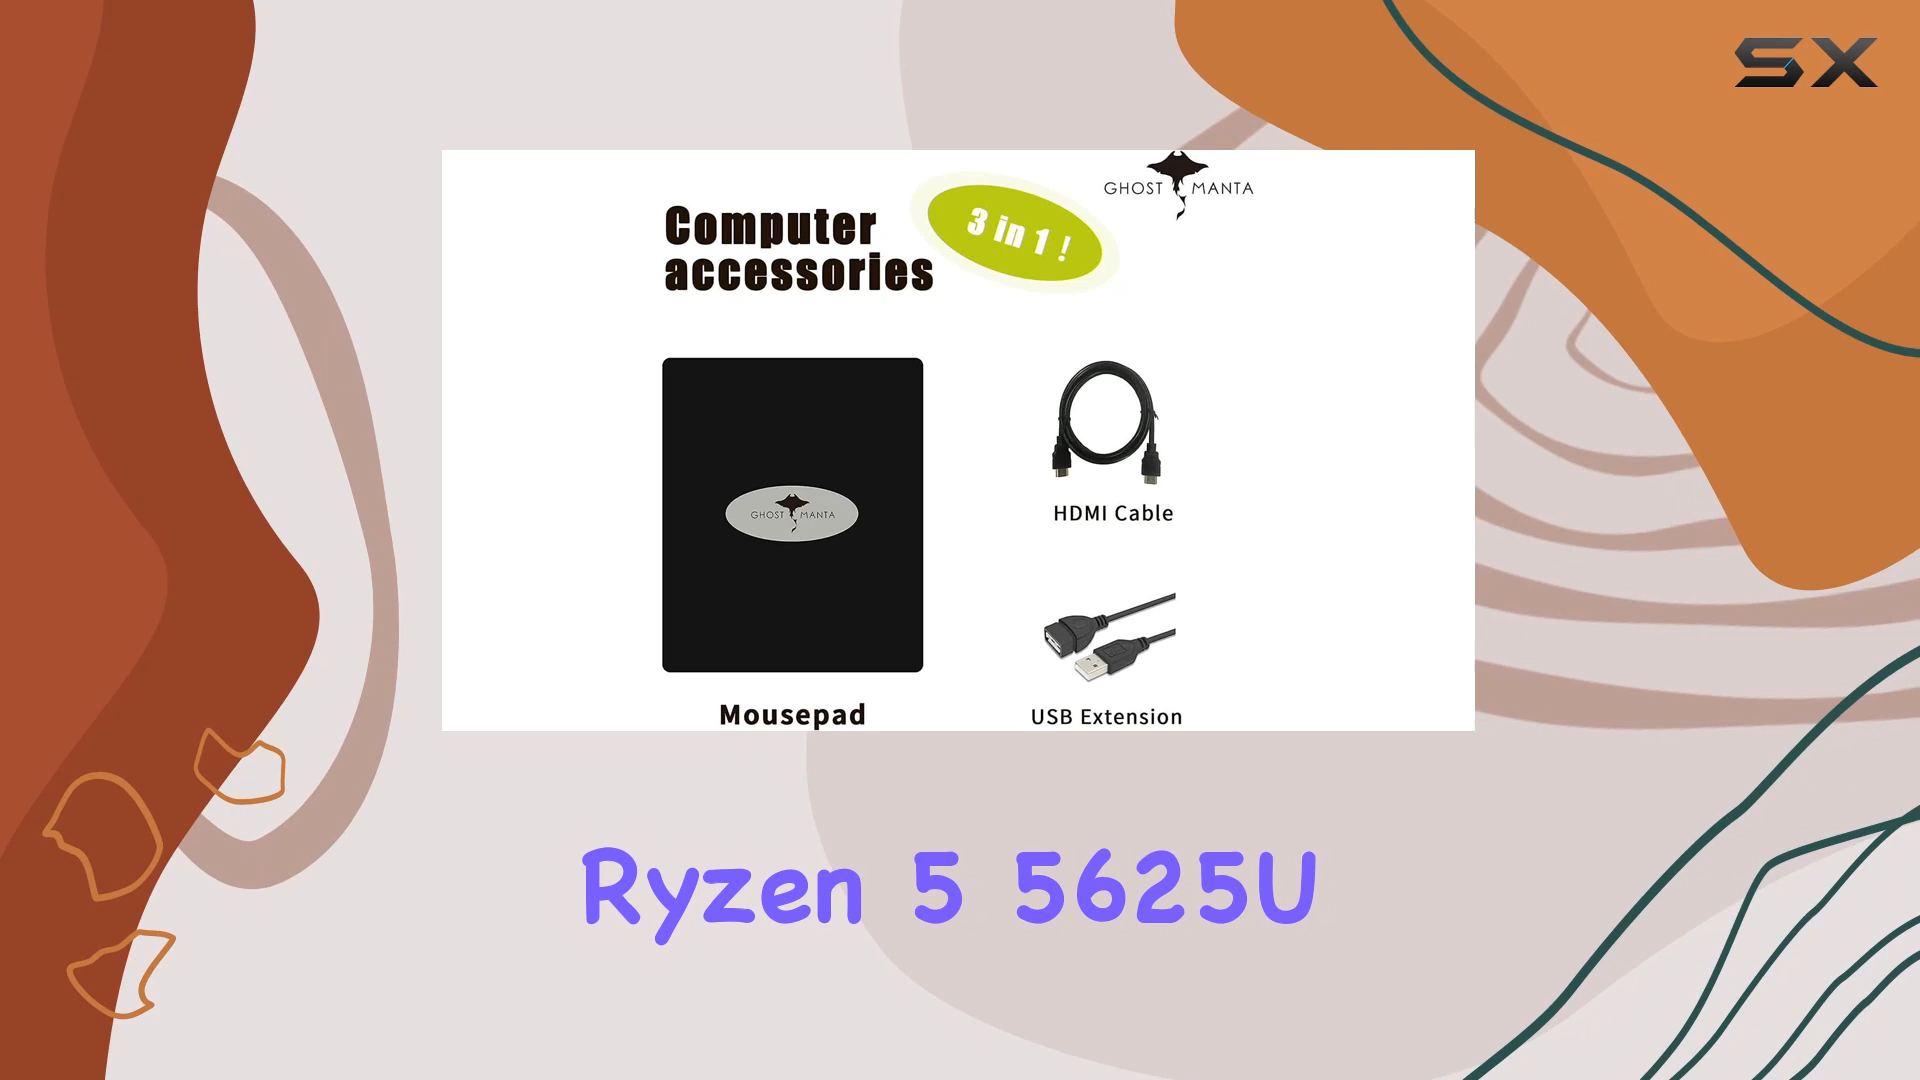 SX
GHOST MANTA
Computer
accessories
3 in 1 !
GHOST MANTA
HDMI Cable
Mousepad
USB Extension
Ryzen 5 5625U